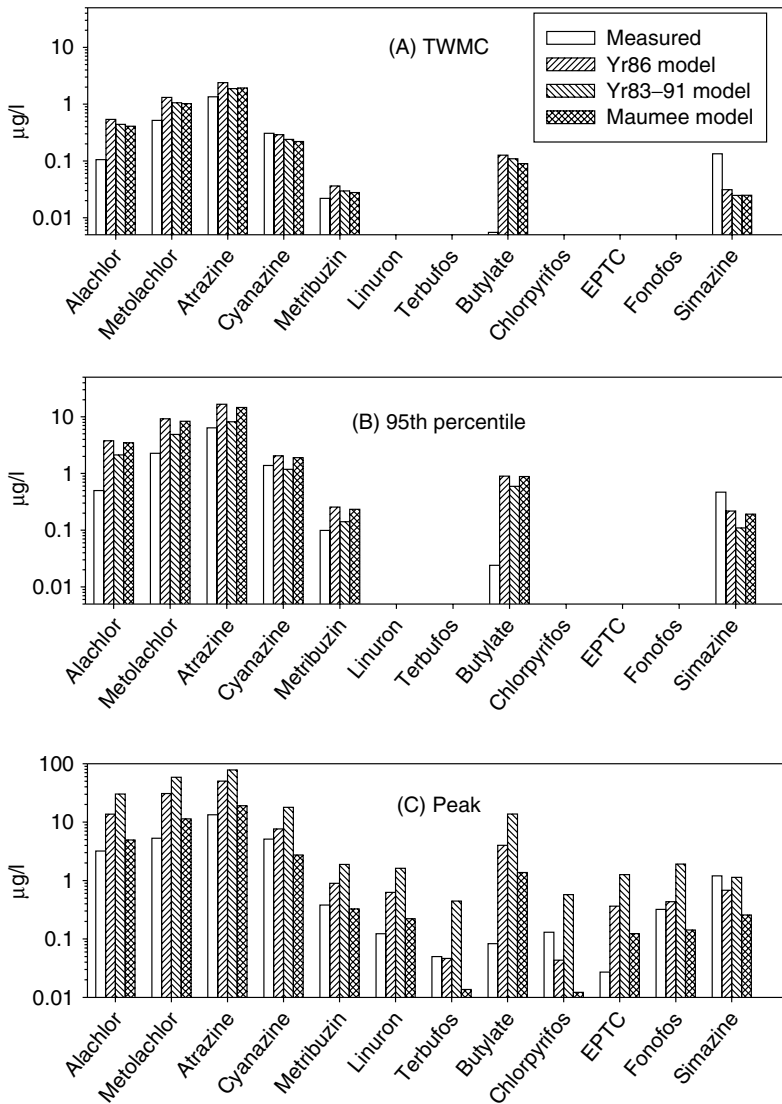 (A) TWMC
Measured
Yr86 model
Yr83–91 model
Maumee model
µg/l
10
1
0.1
0.01
Alachlor
Metolachlor
Atrazine
Cyanazine
Metribuzin
Linuron
Terbufos
Butylate
Chlorpyrifos
EPTC
Fonofos
Simazine
(B) 95th percentile
µg/l
10
1
0.1
0.01
Alachlor
Metolachlor
Atrazine
Cyanazine
Metribuzin
Linuron
Terbufos
Butylate
Chlorpyrifos
EPTC
Fonofos
Simazine
(C) Peak
µg/l
100
10
1
0.1
0.01
Alachlor
Metolachlor
Atrazine
Cyanazine
Metribuzin
Linuron
Terbufos
Butylate
Chlorpyrifos
EPTC
Fonofos
Simazine